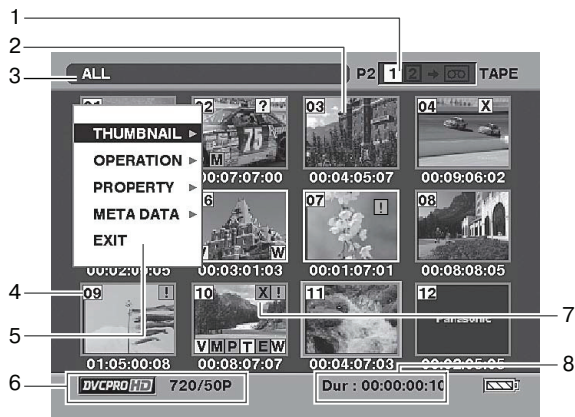 1
2
3
ALL
P2 1 2 → TAPE
02 ? 03 04 X
THUMBNAIL ▶
OPERATION ▶
PROPERTY ▶
META DATA ▶
EXIT
75
M
00:07:07:00 00:04:05:07 00:09:06:02
07 ! 08
W
00:03:01:03 00:01:07:01 00:08:08:05
4
09 ! 10 X ! 11 12
Panasonic
5
7
V M P T E W
01:05:00:08 00:08:07:07 00:04:07:03
8
6
DVCPRO HD 720/50P Dur : 00:00:00:10